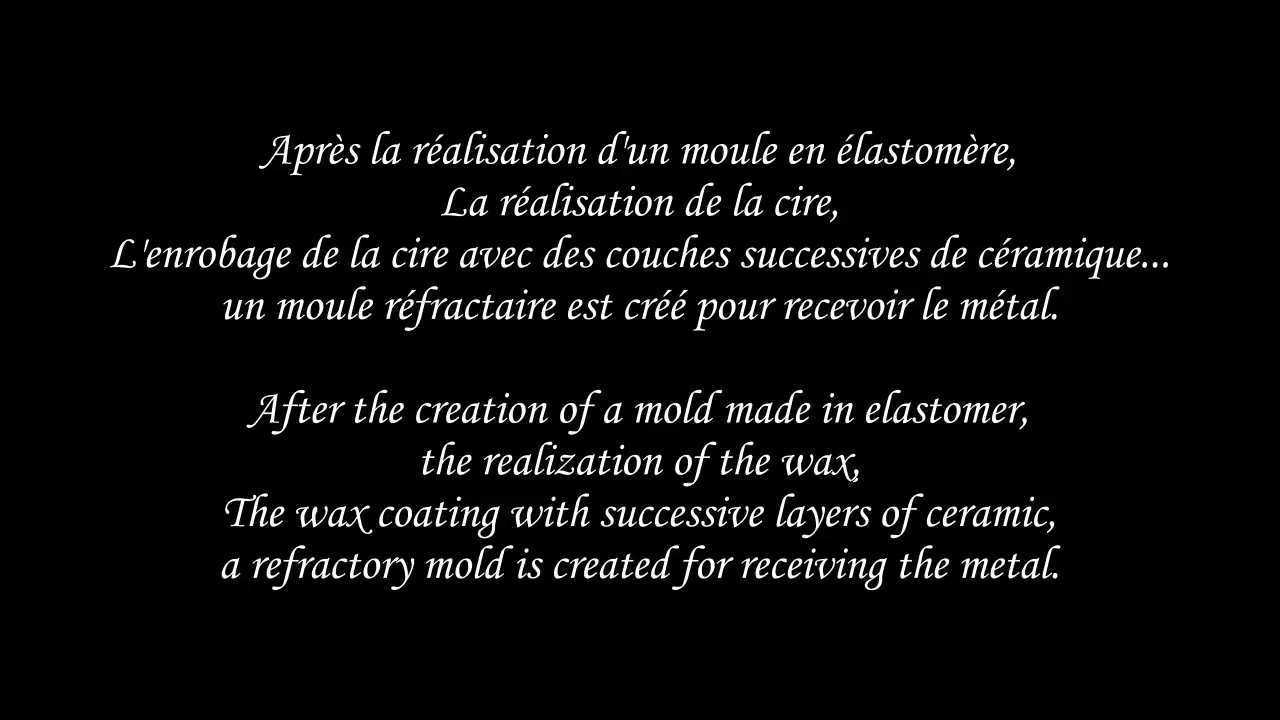 Après la réalisation d'un moule en élastomère,
La réalisation de la cire,
L'enrobage de la cire avec des couches successives de céramique...
un moule réfractaire est créé pour recevoir le métal.
After the creation of a mold made in elastomer,
the realization of the wax,
The wax coating with successive layers of ceramic,
a refractory mold is created for receiving the metal.